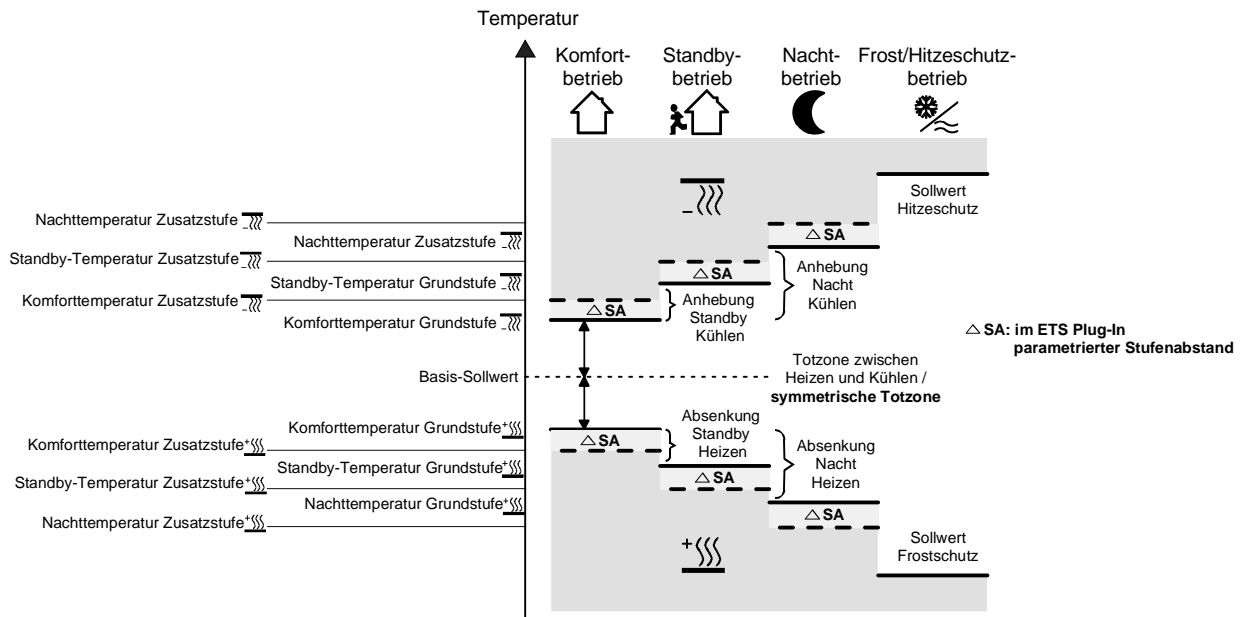 Temperatur
Komfort-
betrieb
Standby-
betrieb
Nacht-
betrieb
Frost/Hitzeschutz-
betrieb
Sollwert
Hitzeschutz
Nachttemperatur Zusatzstufe
Nachttemperatur Zusatzstufe
Standby-Temperatur Zusatzstufe
Standby-Temperatur Grundstufe
Komforttemperatur Zusatzstufe
Komforttemperatur Grundstufe
△ SA
△ SA
△ SA
Anhebung
Standby
Kühlen
Anhebung
Nacht
Kühlen
△ SA: im ETS Plug-In
parametrierter Stufenabstand
Basis-Sollwert
Totzone zwischen
Heizen und Kühlen /
symmetrische Totzone
Komforttemperatur Grundstufe
Komforttemperatur Zusatzstufe
Standby-Temperatur Grundstufe
Standby-Temperatur Zusatzstufe
Nachttemperatur Grundstufe
Nachttemperatur Zusatzstufe
△ SA
△ SA
△ SA
Absenkung
Standby
Heizen
Absenkung
Nacht
Heizen
Sollwert
Frostschutz